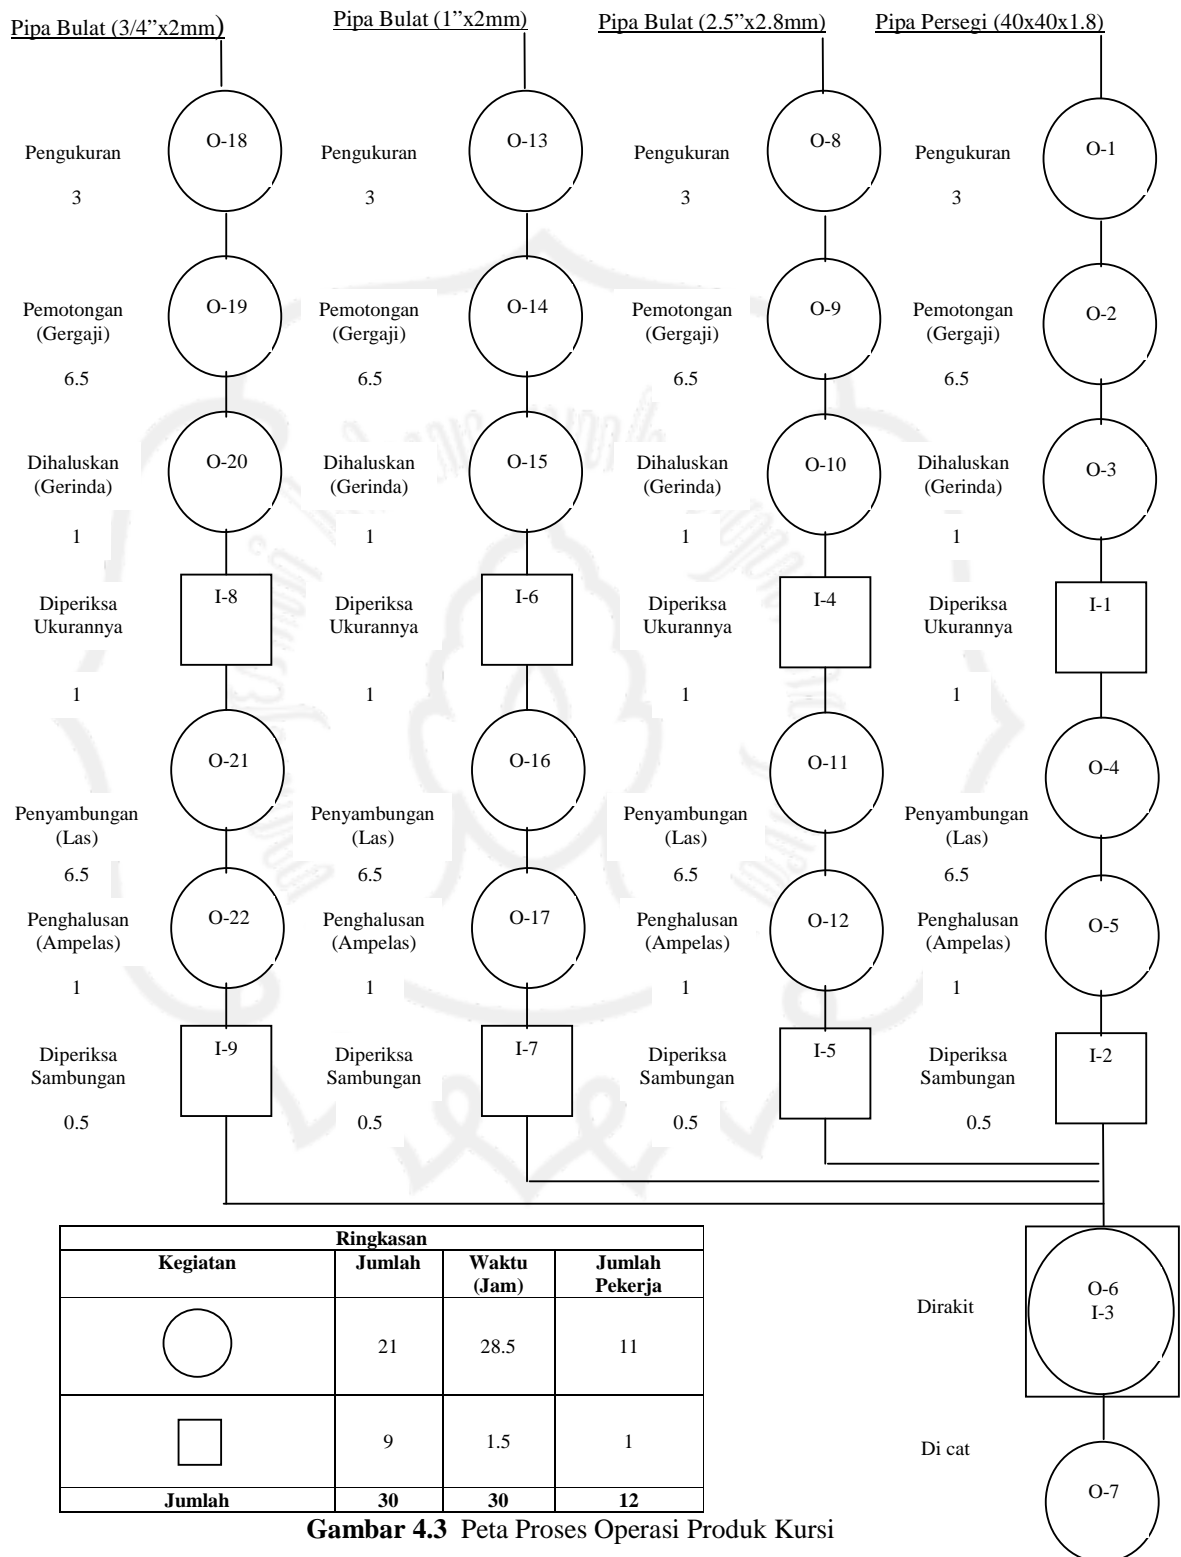 Pipa Bulat (3/4”x2mm)
Pipa Bulat (1”x2mm)
Pipa Bulat (2.5”x2.8mm)
Pipa Persegi (40x40x1.8)
Pengukuran
3
O-18
Pengukuran
3
O-13
Pengukuran
3
O-8
Pengukuran
3
O-1
Pemotongan
(Gergaji)
6.5
O-19
Pemotongan
(Gergaji)
6.5
O-14
Pemotongan
(Gergaji)
6.5
O-9
Pemotongan
(Gergaji)
6.5
O-2
Dihaluskan
(Gerinda)
1
O-20
Dihaluskan
(Gerinda)
1
O-15
Dihaluskan
(Gerinda)
1
O-10
Dihaluskan
(Gerinda)
1
O-3
Diperiksa
Ukurannya
1
I-8
Diperiksa
Ukurannya
1
I-6
Diperiksa
Ukurannya
1
I-4
Diperiksa
Ukurannya
1
I-1
Penyambungan
(Las)
6.5
O-21
Penyambungan
(Las)
6.5
O-16
Penyambungan
(Las)
6.5
O-11
Penyambungan
(Las)
6.5
O-4
Penghalusan
(Ampelas)
1
O-22
Penghalusan
(Ampelas)
1
O-17
Penghalusan
(Ampelas)
1
O-12
Penghalusan
(Ampelas)
1
O-5
Diperiksa
Sambungan
0.5
I-9
Diperiksa
Sambungan
0.5
I-7
Diperiksa
Sambungan
0.5
I-5
Diperiksa
Sambungan
0.5
I-2
Dirakit
O-6
I-3
Di cat
O-7
Ringkasan
Kegiatan Jumlah Waktu (Jam) Jumlah Pekerja
21 28.5 11
9 1.5 1
Jumlah 30 30 12
Gambar 4.3 Peta Proses Operasi Produk Kursi